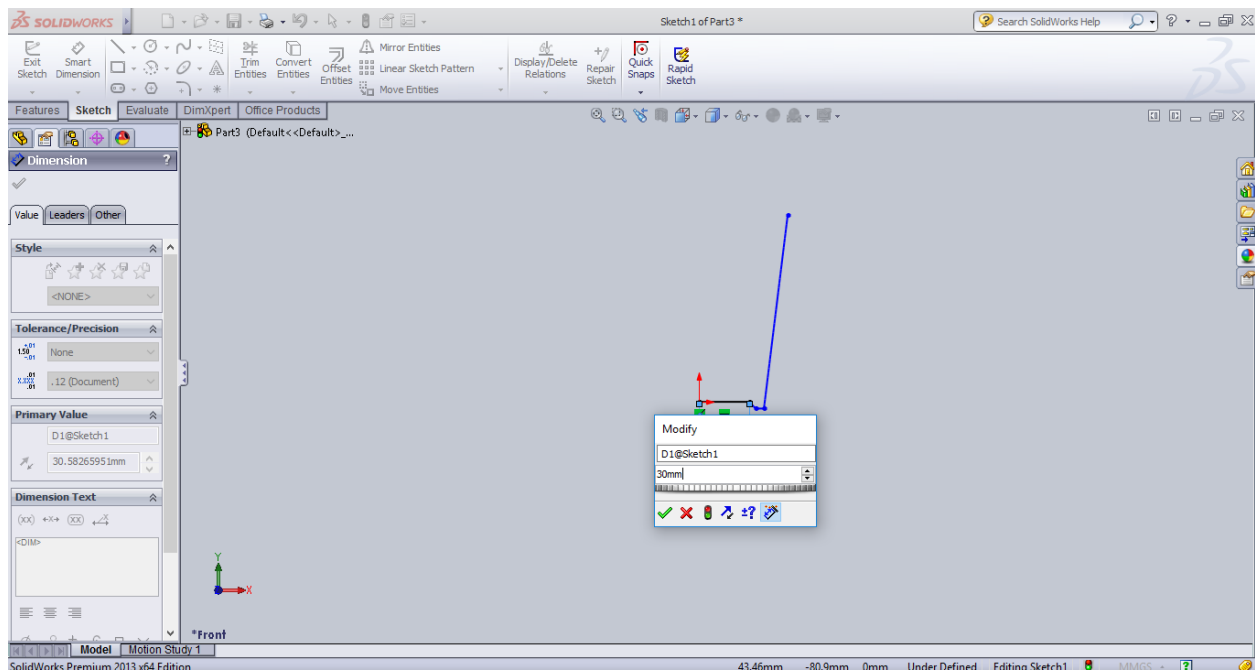 SOLIDWORKS
Sketch1 of Part3 *
Search SolidWorks Help
Exit Sketch
Smart Dimension
Trim Entities
Convert Entities
Offset Entities
Mirror Entities
Linear Sketch Pattern
Move Entities
Display/Delete Relations
Repair Sketch
Quick Snaps
Rapid Sketch
Features Sketch Evaluate DimXpert Office Products
Part3 (Default<<Default>_...
Dimension ?
Value Leaders Other
Style
<NONE>
Tolerance/Precision
None
.12 (Document)
Primary Value
D1@Sketch1
30.58265951mm
Dimension Text
(xx) +X+ (xx)
<DIM>
Modify
D1@Sketch1
30mm
±?
Y
X
*Front
Model Motion Study 1
SolidWorks Premium 2013 x64 Edition
43.46mm -80.9mm 0mm Under Defined Editing Sketch1 MMGS ?